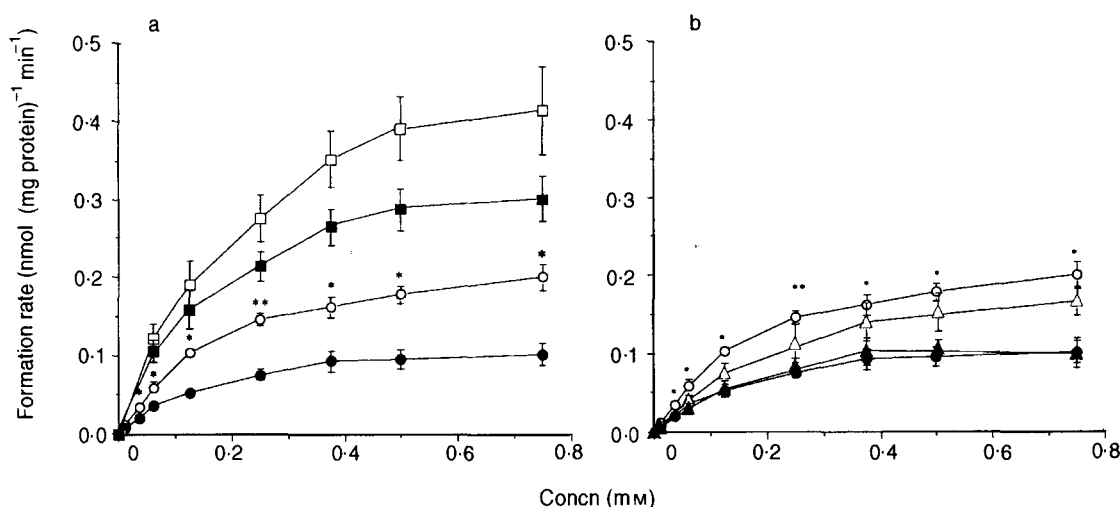 a
b
0·5
0·4
0·3
0·2
0·1
0·0
0·5
0·4
0·3
0·2
0·1
0·0
Formation rate (nmol (mg protein)⁻¹ min⁻¹)
* * * ** * * *
* * * ** * * *
0 0·2 0·4 0·6 0·8
0 0·2 0·4 0·6 0·8
Concn (mM)